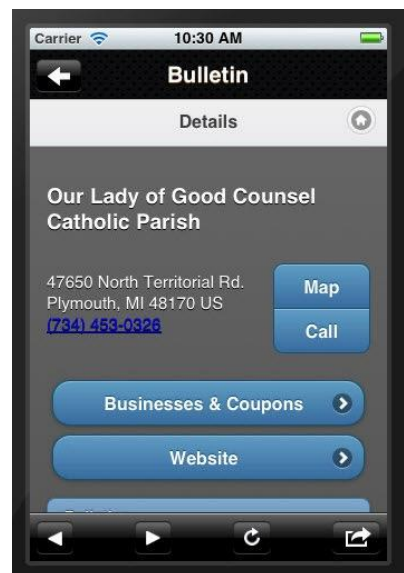 Carrier 10:30 AM
Bulletin
Details
Our Lady of Good Counsel
Catholic Parish
47650 North Territorial Rd.
Plymouth, MI 48170 US
(734) 453-0326
Map
Call
Businesses & Coupons
Website